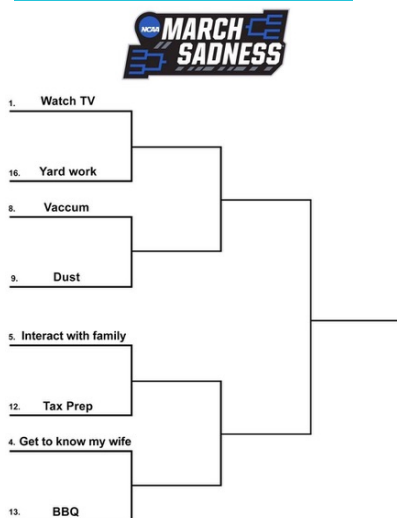 NCAA
MARCH
SADNESS
1. Watch TV
16. Yard work
8. Vaccum
9. Dust
5. Interact with family
12. Tax Prep
4. Get to know my wife
13. BBQ